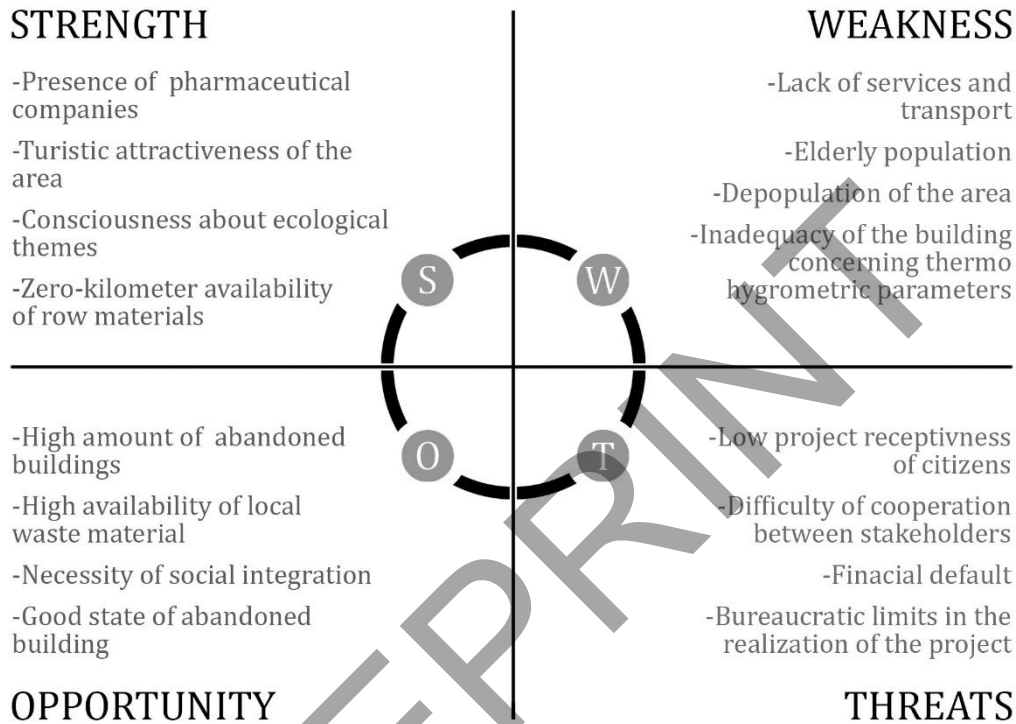 STRENGTH
-Presence of pharmaceutical
companies
-Turistic attractiveness of the
area
-Consciousness about ecological
themes
-Zero-kilometer availability
of row materials
WEAKNESS
-Lack of services and
transport
-Elderly population
-Depopulation of the area
-Inadequacy of the building
concerning thermo
hygrometric parameters
S
W
O
T
-High amount of abandoned
buildings
-High availability of local
waste material
-Necessity of social integration
-Good state of abandoned
building
OPPORTUNITY
-Low project receptivness
of citizens
-Difficulty of cooperation
between stakeholders
-Finacial default
-Bureaucratic limits in the
realization of the project
THREATS
EPRINT